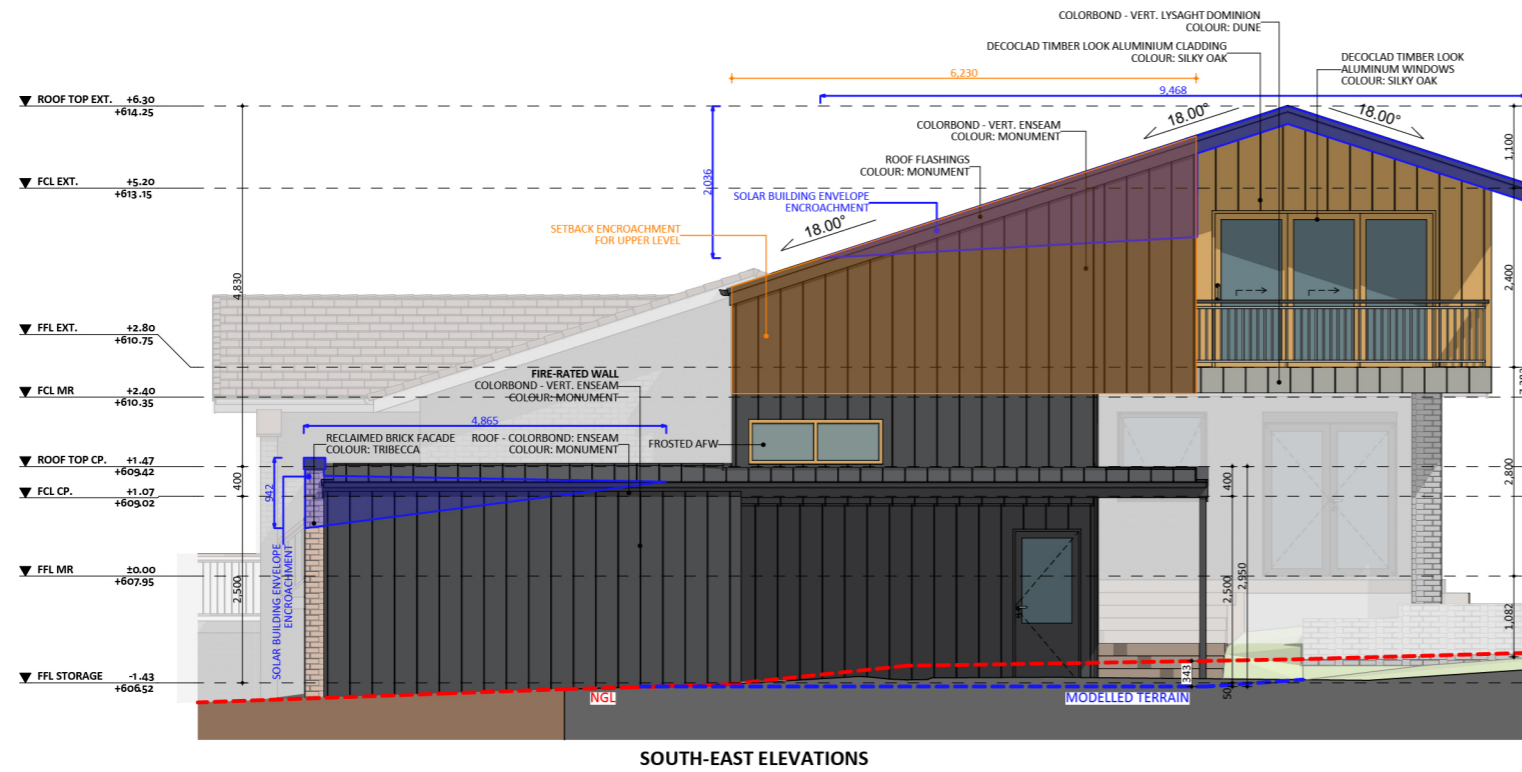 COLORBOND - VERT. LYSAGHT DOMINION
COLOUR: DUNE
DECOCLAD TIMBER LOOK ALUMINIUM CLADDING
COLOUR: SILKY OAK
DECOCLAD TIMBER LOOK
ALUMINUM WINDOWS
COLOUR: SILKY OAK
6,230
9,468
ROOF TOP EXT. +6.30
+614.25
18.00°
18.00°
COLORBOND - VERT. ENSEAM
COLOUR: MONUMENT
1,100
ROOF FLASHINGS
COLOUR: MONUMENT
FCL EXT. +5.20
+613.15
2,036
SOLAR BUILDING ENVELOPE
ENCROACHMENT
18.00°
SETBACK ENCROACHMENT
FOR UPPER LEVEL
4,830
2,400
FFL EXT. +2.80
+610.75
FIRE-RATED WALL
COLORBOND - VERT. ENSEAM
COLOUR: MONUMENT
FCL MR +2.40
+610.35
4,865
RECLAIMED BRICK FACADE
COLOUR: TRIBECCA
ROOF - COLORBOND: ENSEAM
COLOUR: MONUMENT
FROSTED AFW
ROOF TOP CP. +1.47
+609.42
400
942
400
2,800
FCL CP. +1.07
+609.02
SOLAR BUILDING ENVELOPE
ENCROACHMENT
FFL MR ±0.00
+607.95
2,500
2,500
2,950
1,082
FFL STORAGE -1.43
+606.52
343
50
NGL
MODELLED TERRAIN
SOUTH-EAST ELEVATIONS